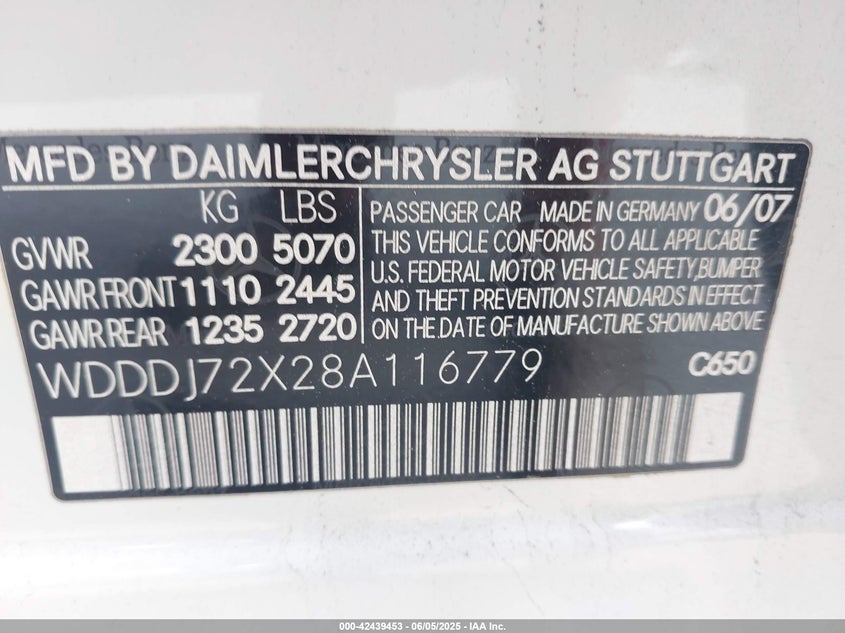 MFD BY DAIMLERCHRYSLER AG STUTTGART
KG LBS
GVWR 2300 5070
GAWR FRONT 1110 2445
GAWR REAR 1235 2720
PASSENGER CAR MADE IN GERMANY 06/07
THIS VEHICLE CONFORMS TO ALL APPLICABLE
U.S. FEDERAL MOTOR VEHICLE SAFETY, BUMPER
AND THEFT PREVENTION STANDARDS IN EFFECT
ON THE DATE OF MANUFACTURE SHOWN ABOVE
WDDDJ72X28A116779
C650
000-42439453 - 06/05/2025 - IAA Inc.